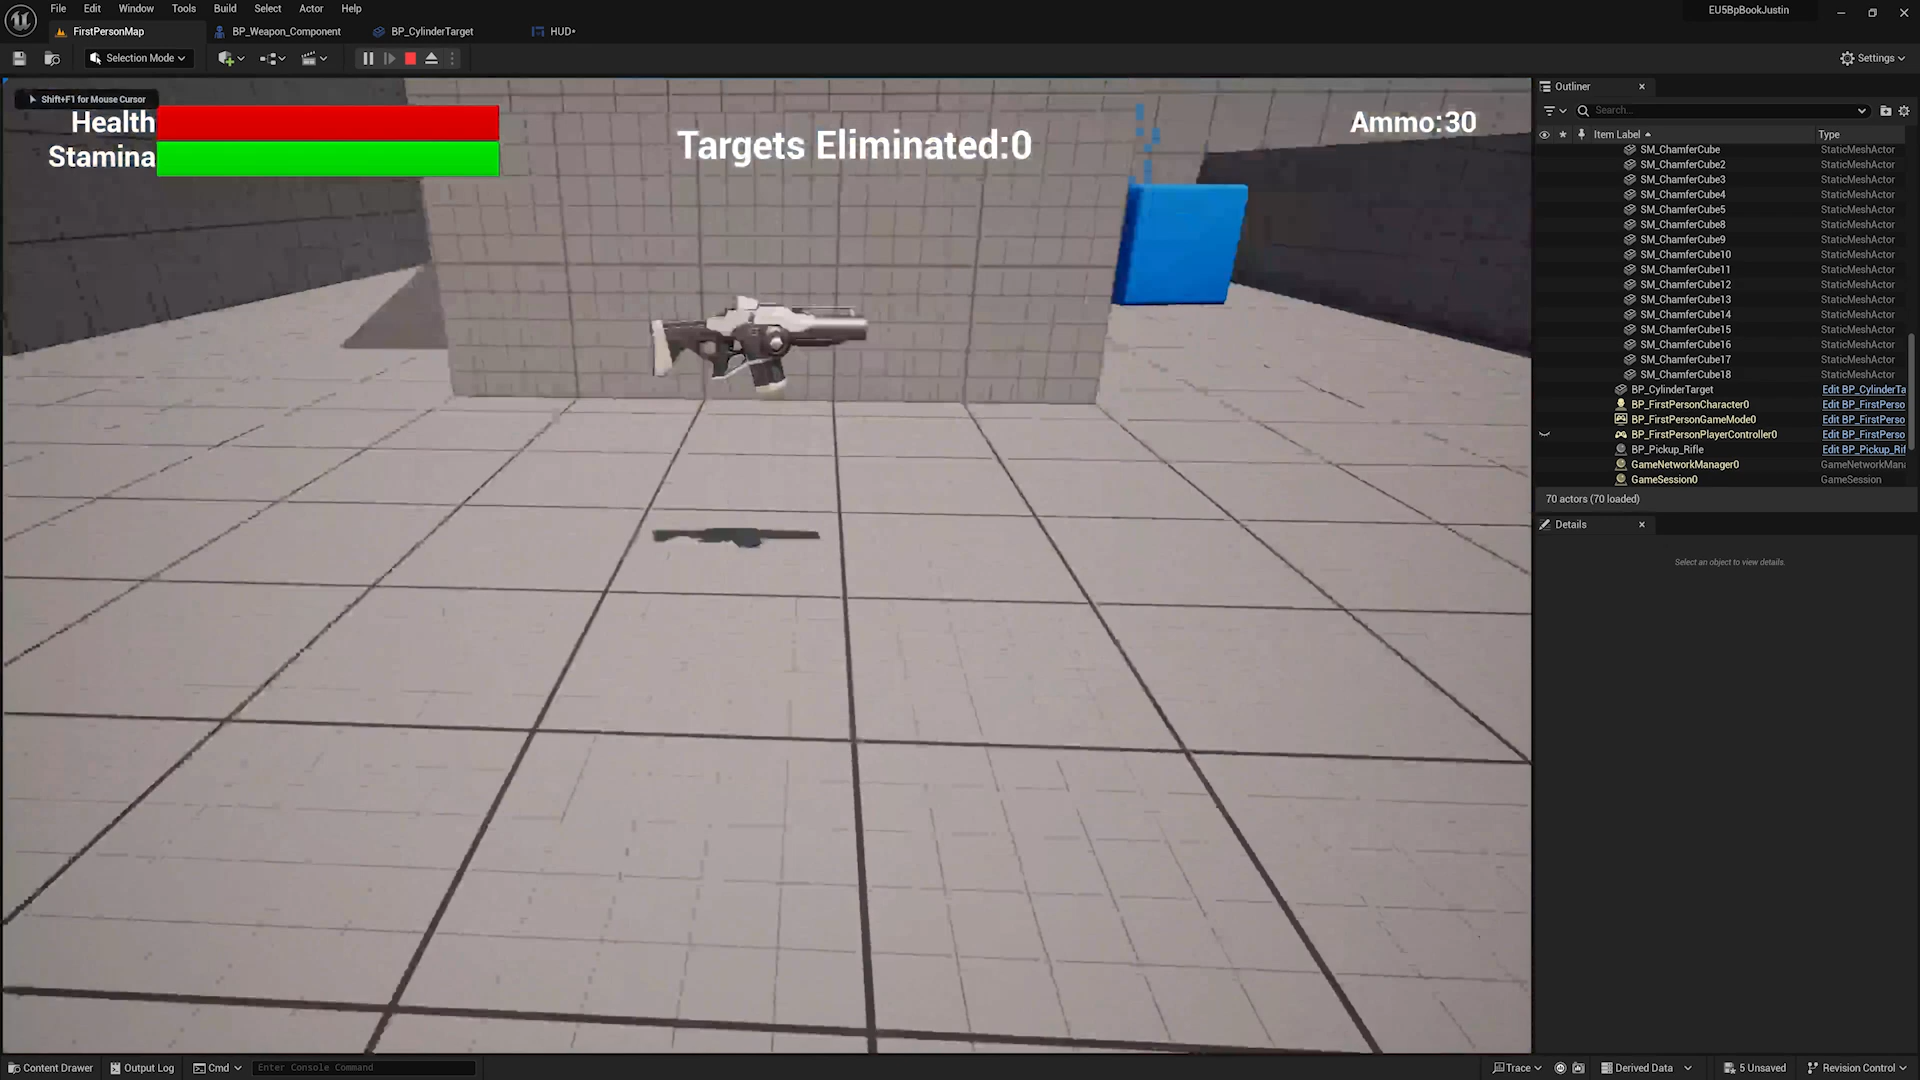 File Edit Window Tools Build Select Actor Help
EU5BpBookJustin
FirstPersonMap
BP_Weapon_Component
BP_CylinderTarget
HUD•
Selection Mode
Settings
Shift+F1 for Mouse Cursor
Health
Stamina
Targets Eliminated:0
Ammo:30
Outliner
Search...
Item Label
Type
SM_ChamferCube StaticMeshActor
SM_ChamferCube2 StaticMeshActor
SM_ChamferCube3 StaticMeshActor
SM_ChamferCube4 StaticMeshActor
SM_ChamferCube5 StaticMeshActor
SM_ChamferCube8 StaticMeshActor
SM_ChamferCube9 StaticMeshActor
SM_ChamferCube10 StaticMeshActor
SM_ChamferCube11 StaticMeshActor
SM_ChamferCube12 StaticMeshActor
SM_ChamferCube13 StaticMeshActor
SM_ChamferCube14 StaticMeshActor
SM_ChamferCube15 StaticMeshActor
SM_ChamferCube16 StaticMeshActor
SM_ChamferCube17 StaticMeshActor
SM_ChamferCube18 StaticMeshActor
BP_CylinderTarget Edit BP_CylinderTa
BP_FirstPersonCharacter0 Edit BP_FirstPerso
BP_FirstPersonGameMode0 Edit BP_FirstPerso
BP_FirstPersonPlayerController0 Edit BP_FirstPerso
BP_Pickup_Rifle Edit BP_Pickup_Rif
GameNetworkManager0 GameNetworkMana
GameSession0 GameSession
70 actors (70 loaded)
Details
Select an object to view details.
Content Drawer
Output Log
Cmd
Enter Console Command
Trace
Derived Data
5 Unsaved
Revision Control